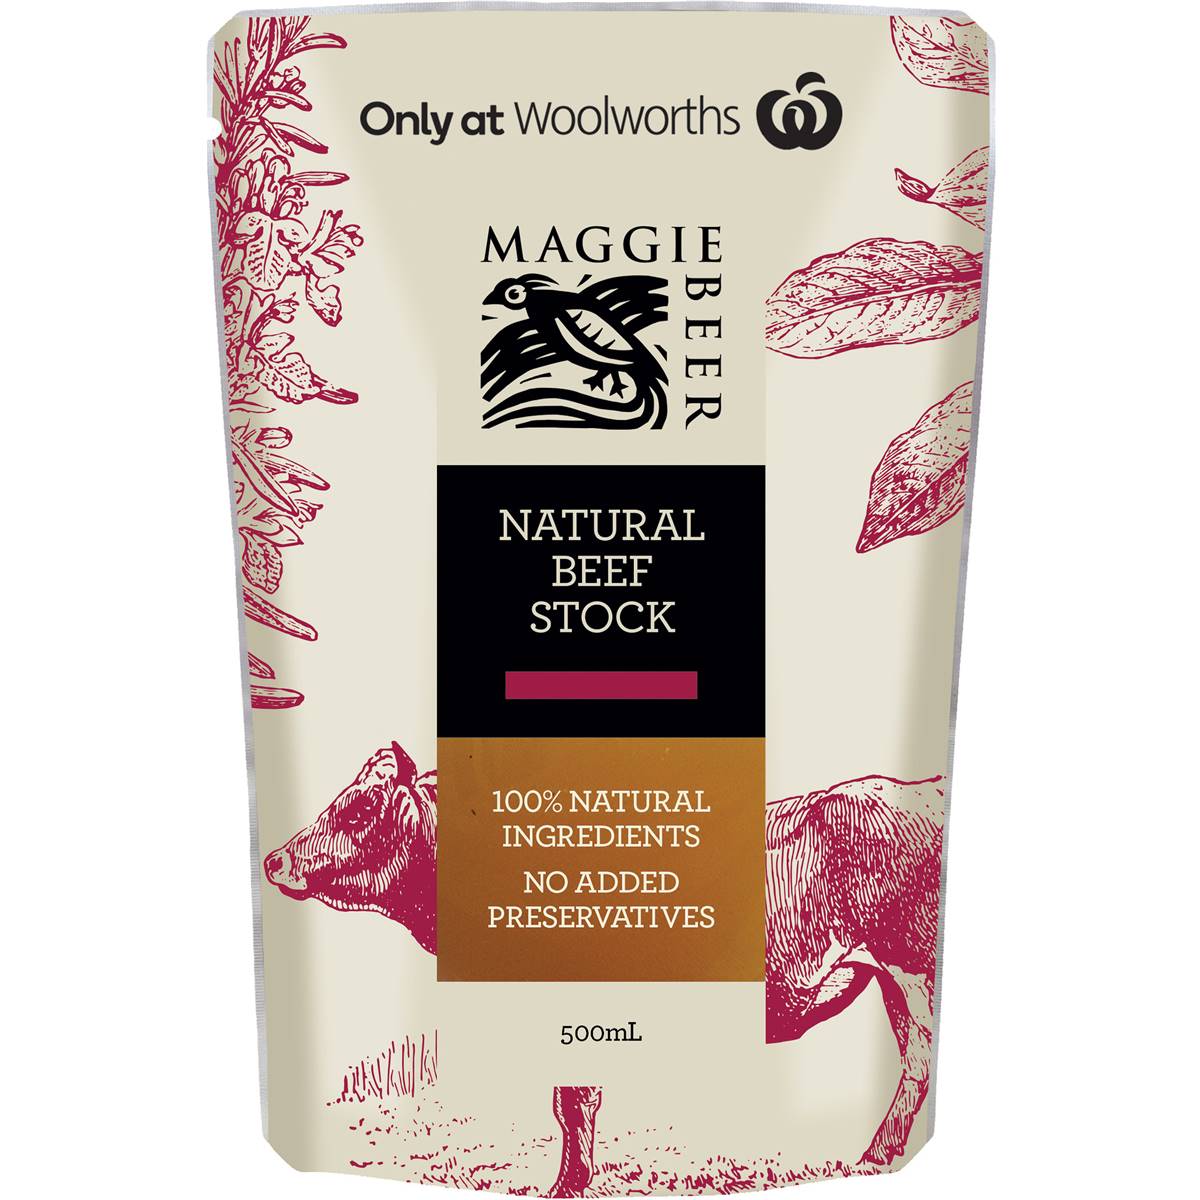 Only at Woolworths
MAGGIE
BEER
NATURAL
BEEF
STOCK
100% NATURAL
INGREDIENTS
NO ADDED
PRESERVATIVES
500mL